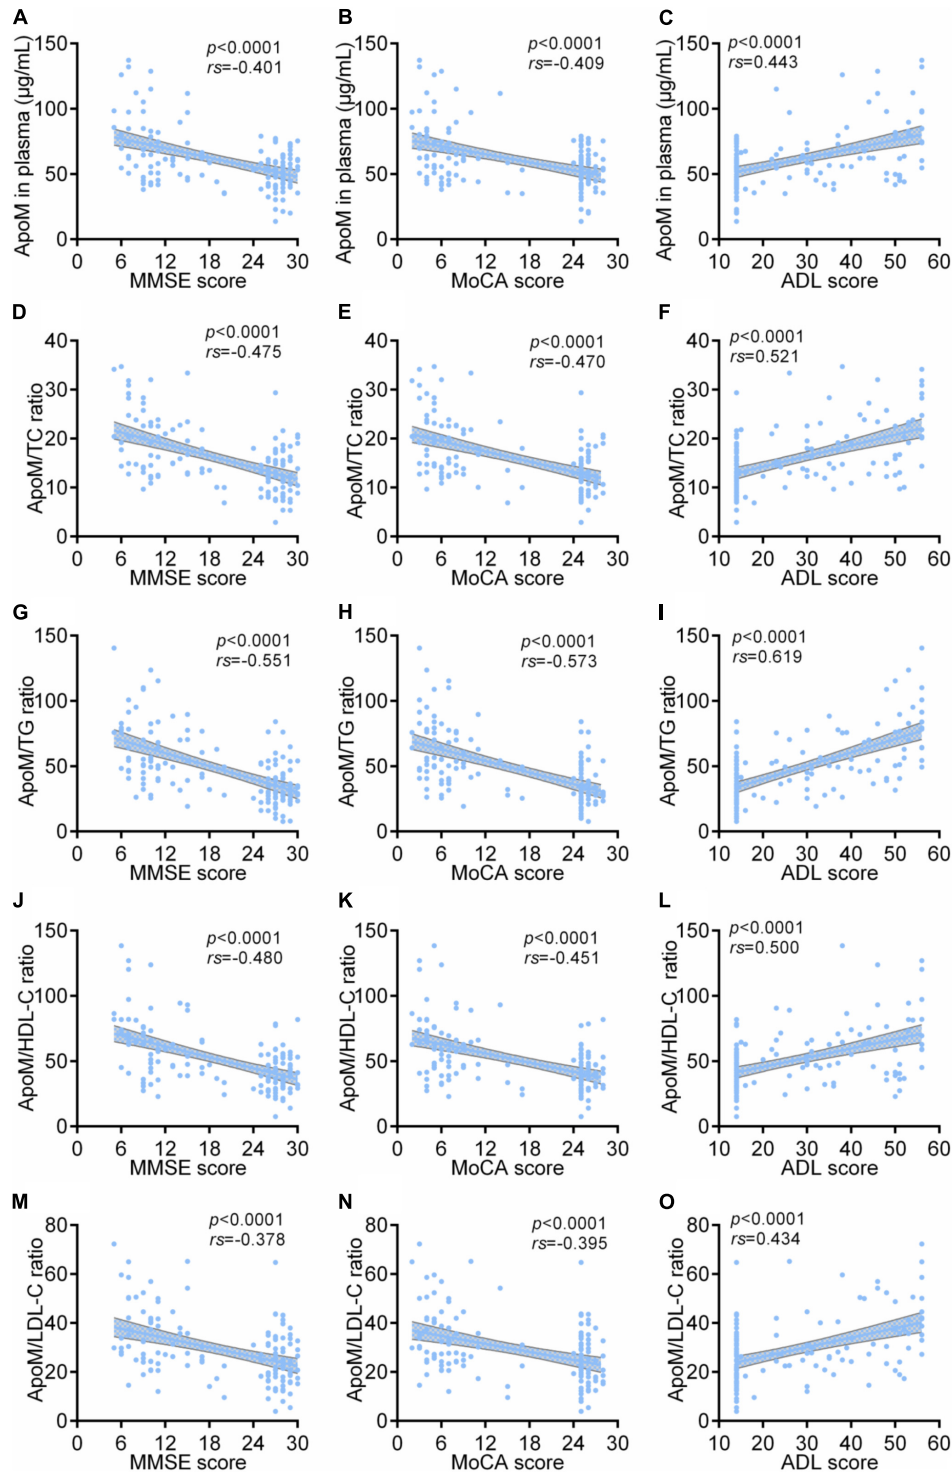 A
ApoM in plasma (µg/mL)
150
100
50
0
p<0.0001
rs=-0.401
0 6 12 18 24 30
MMSE score
B
ApoM in plasma (µg/mL)
150
100
50
0
p<0.0001
rs=-0.409
0 6 12 18 24 30
MoCA score
C
ApoM in plasma (µg/mL)
150
100
50
0
p<0.0001
rs=0.443
10 20 30 40 50 60
ADL score
D
ApoM/TC ratio
40
30
20
10
0
p<0.0001
rs=-0.475
0 6 12 18 24 30
MMSE score
E
ApoM/TC ratio
40
30
20
10
0
p<0.0001
rs=-0.470
0 6 12 18 24 30
MoCA score
F
ApoM/TC ratio
40
30
20
10
0
p<0.0001
rs=0.521
10 20 30 40 50 60
ADL score
G
ApoM/TG ratio
150
100
50
0
p<0.0001
rs=-0.551
0 6 12 18 24 30
MMSE score
H
ApoM/TG ratio
150
100
50
0
p<0.0001
rs=-0.573
0 6 12 18 24 30
MoCA score
I
ApoM/TG ratio
150
100
50
0
p<0.0001
rs=0.619
10 20 30 40 50 60
ADL score
J
ApoM/HDL-C ratio
150
100
50
0
p<0.0001
rs=-0.480
0 6 12 18 24 30
MMSE score
K
ApoM/HDL-C ratio
150
100
50
0
p<0.0001
rs=-0.451
0 6 12 18 24 30
MoCA score
L
ApoM/HDL-C ratio
150
100
50
0
p<0.0001
rs=0.500
10 20 30 40 50 60
ADL score
M
ApoM/LDL-C ratio
80
60
40
20
0
p<0.0001
rs=-0.378
0 6 12 18 24 30
MMSE score
N
ApoM/LDL-C ratio
80
60
40
20
0
p<0.0001
rs=-0.395
0 6 12 18 24 30
MoCA score
O
ApoM/LDL-C ratio
80
60
40
20
0
p<0.0001
rs=0.434
10 20 30 40 50 60
ADL score